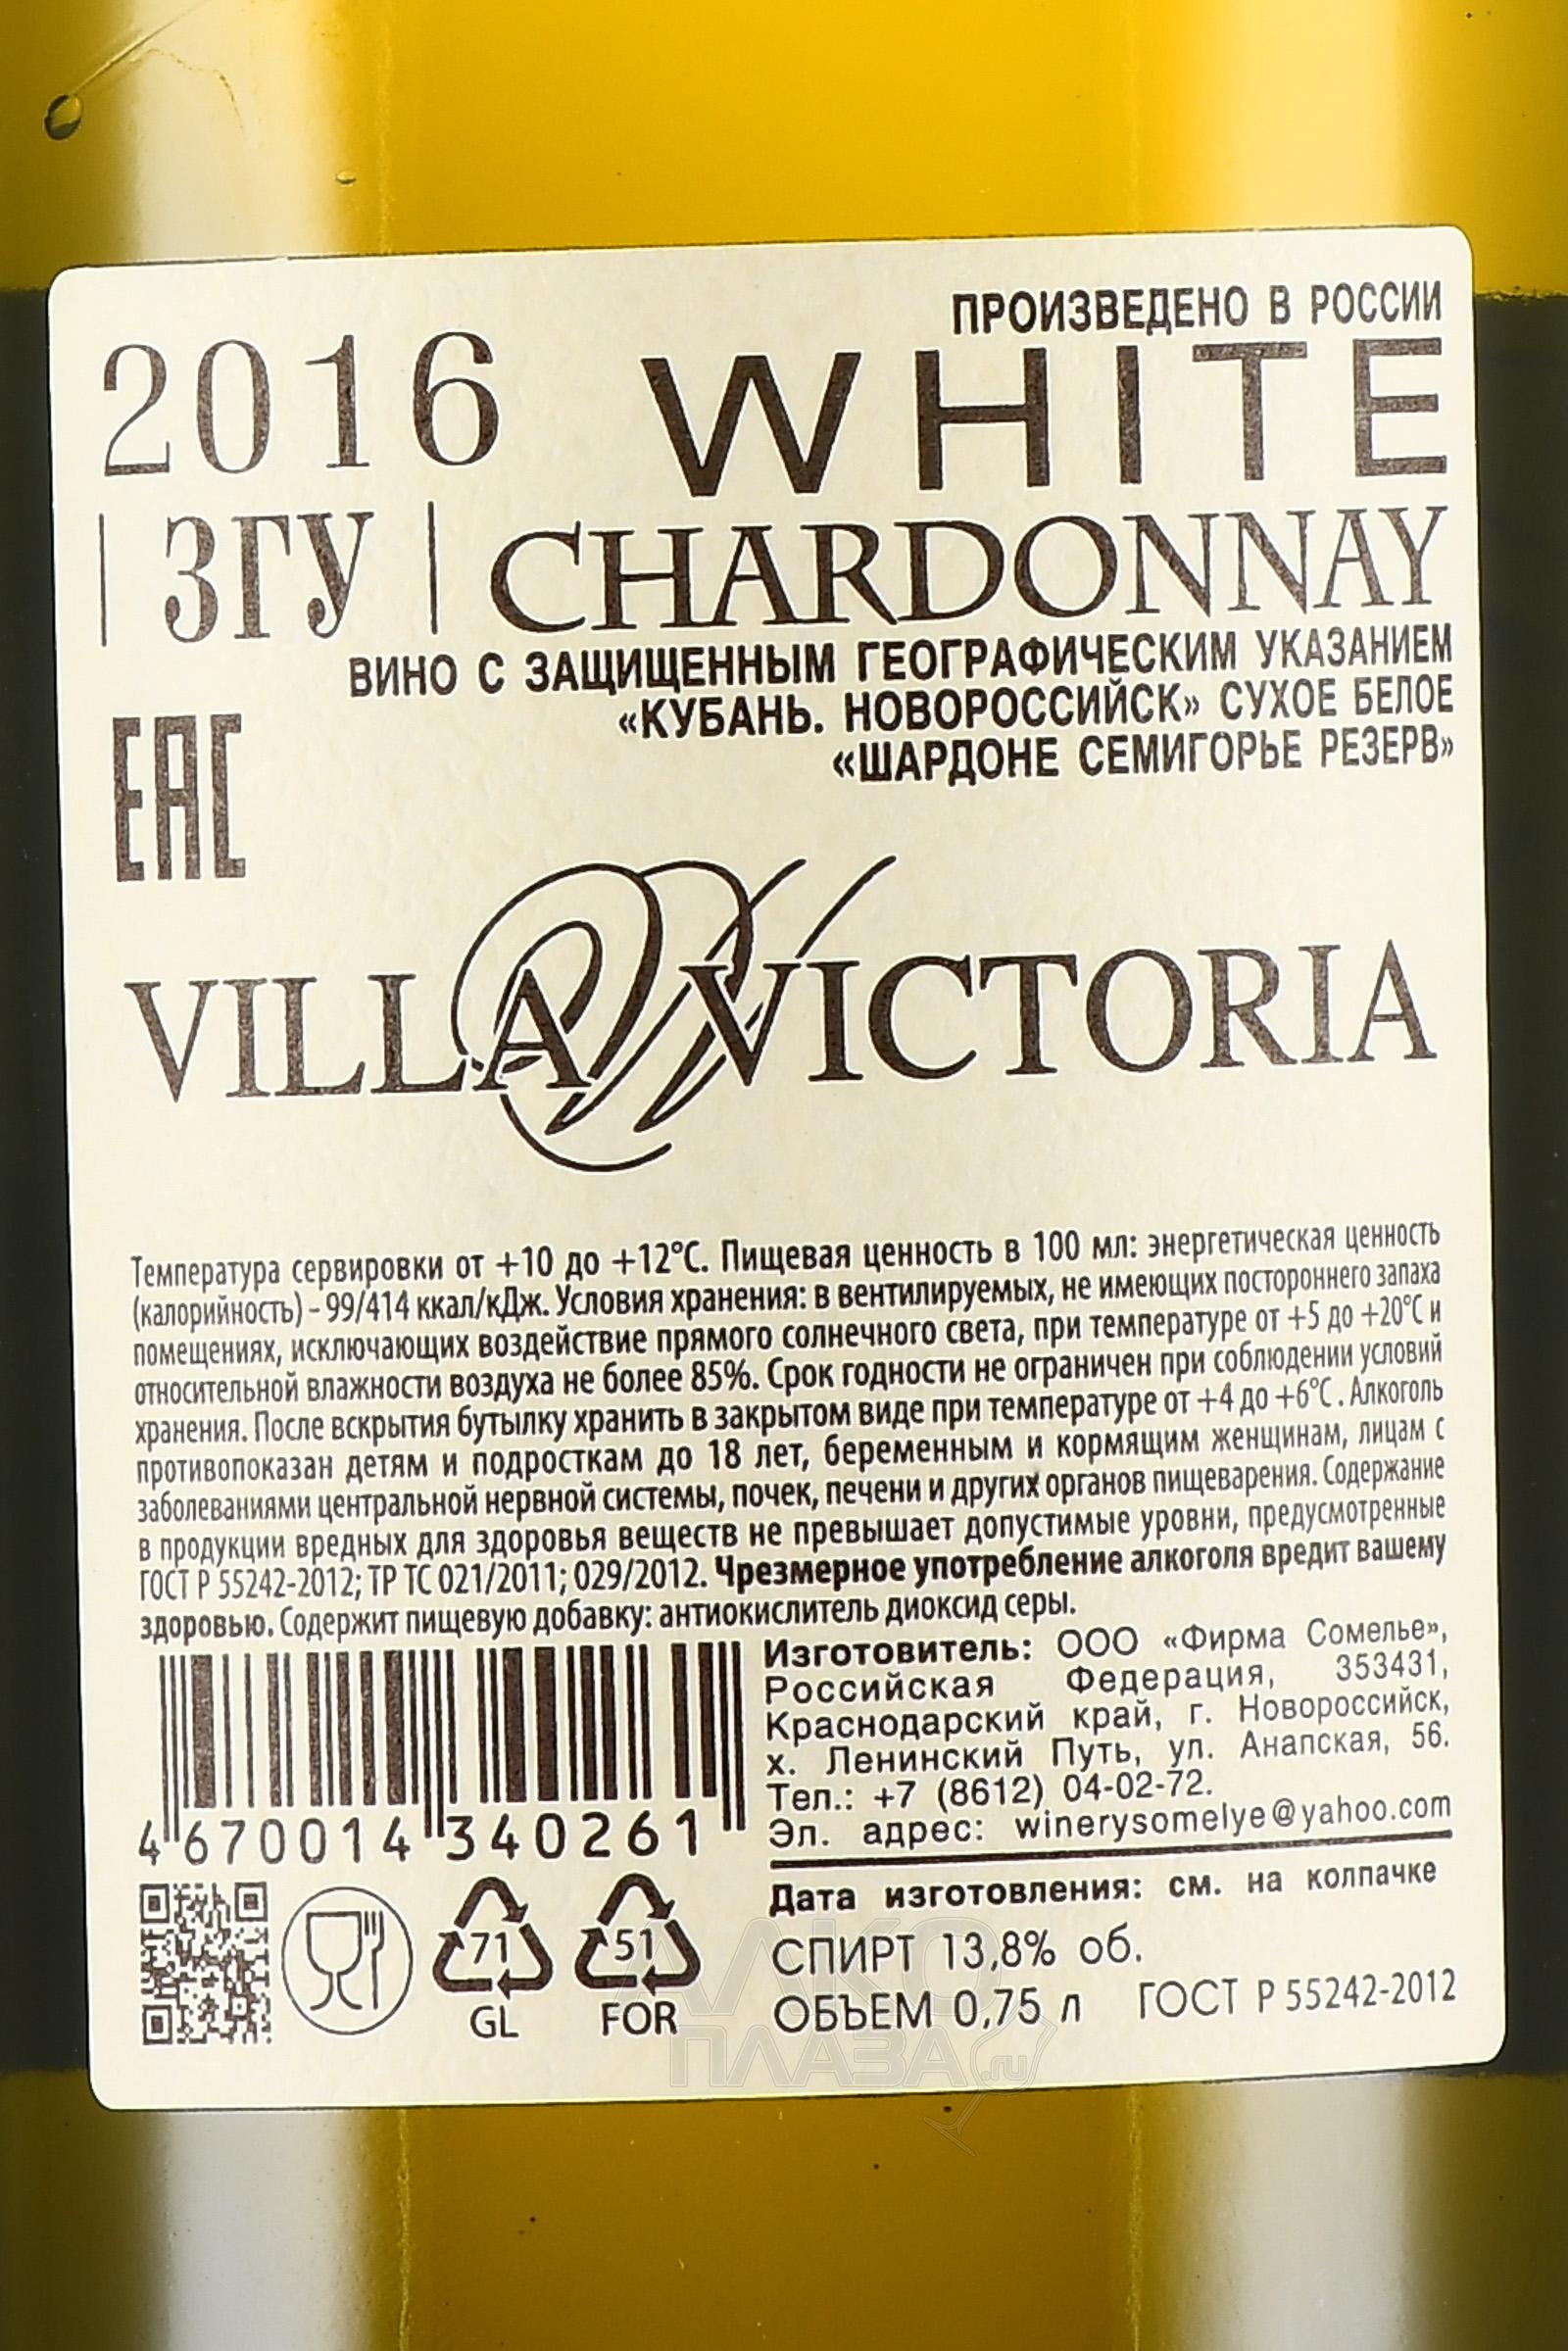 ПРОИЗВЕДЕНО В РОССИИ
2016 WHITE
| ЗГУ | CHARDONNAY
ВИНО С ЗАЩИЩЕННЫМ ГЕОГРАФИЧЕСКИМ УКАЗАНИЕМ
«КУБАНЬ. НОВОРОССИЙСК» СУХОЕ БЕЛОЕ
«ШАРДОНЕ СЕМИГОРЬЕ РЕЗЕРВ»
EAC
VILLA VICTORIA
Температура сервировки от +10 до +12°С. Пищевая ценность в 100 мл: энергетическая ценность
(калорийность) – 99/414 ккал/кДж. Условия хранения: в вентилируемых, не имеющих постороннего запаха
помещениях, исключающих воздействие прямого солнечного света, при температуре от +5 до +20°С и
относительной влажности воздуха не более 85%. Срок годности не ограничен при соблюдении условий
хранения. После вскрытия бутылку хранить в закрытом виде при температуре от +4 до +6°С . Алкоголь
противопоказан детям и подросткам до 18 лет, беременным и кормящим женщинам, лицам с
заболеваниями центральной нервной системы, почек, печени и других органов пищеварения. Содержание
в продукции вредных для здоровья веществ не превышает допустимые уровни, предусмотренные
ГОСТ Р 55242-2012; ТР ТС 021/2011; 029/2012. Чрезмерное употребление алкоголя вредит вашему
здоровью. Содержит пищевую добавку: антиокислитель диоксид серы.
Изготовитель: ООО «Фирма Сомелье»,
Российская Федерация, 353431,
Краснодарский край, г. Новороссийск,
х. Ленинский Путь, ул. Анапская, 56.
Тел.: +7 (8612) 04-02-72.
Эл. адрес: winerysomelye@yahoo.com
4 670014 340261
Дата изготовления: см. на колпачке
СПИРТ 13,8% об.
ОБЪЕМ 0,75 л ГОСТ Р 55242-2012
71
GL
51
FOR
АЛКО
ПЛАЗА.ru